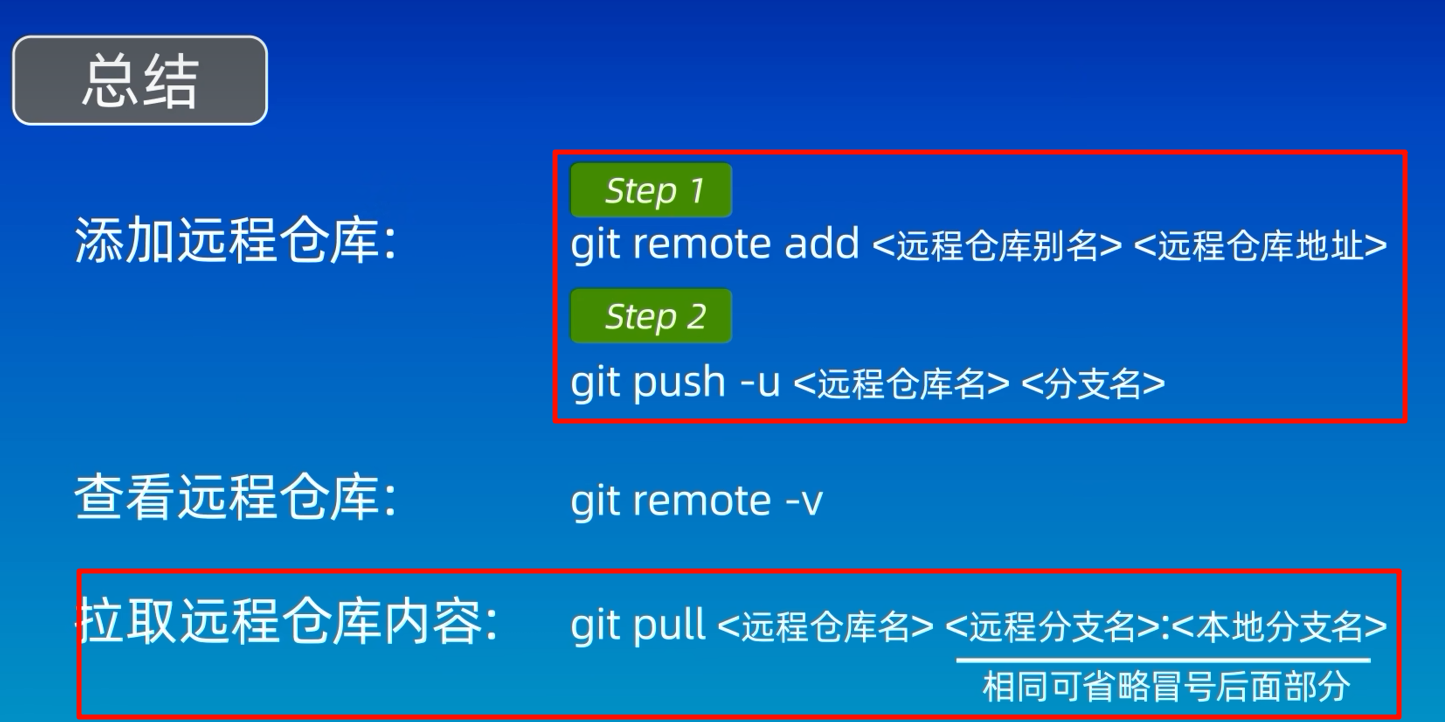 总结
Step 1
添加远程仓库: git remote add <远程仓库别名> <远程仓库地址>
Step 2
git push -u <远程仓库名> <分支名>
查看远程仓库: git remote -v
拉取远程仓库内容: git pull <远程仓库名> <远程分支名>:<本地分支名>
相同可省略冒号后面部分